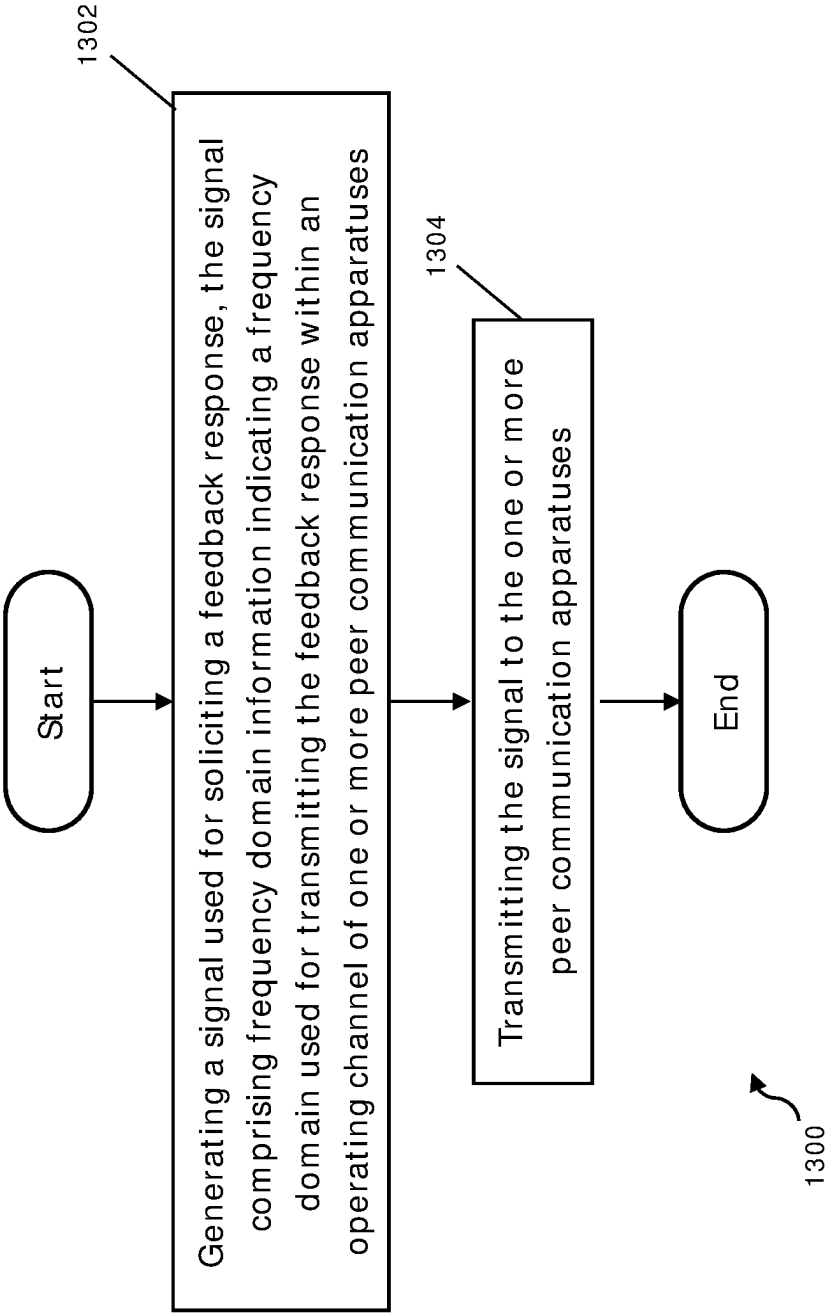 Start
1302
Generating a signal used for soliciting a feedback response, the signal
comprising frequency domain information indicating a frequency
domain used for transmitting the feedback response within an
operating channel of one or more peer communication apparatuses
1304
Transmitting the signal to the one or more
peer communication apparatuses
End
1300